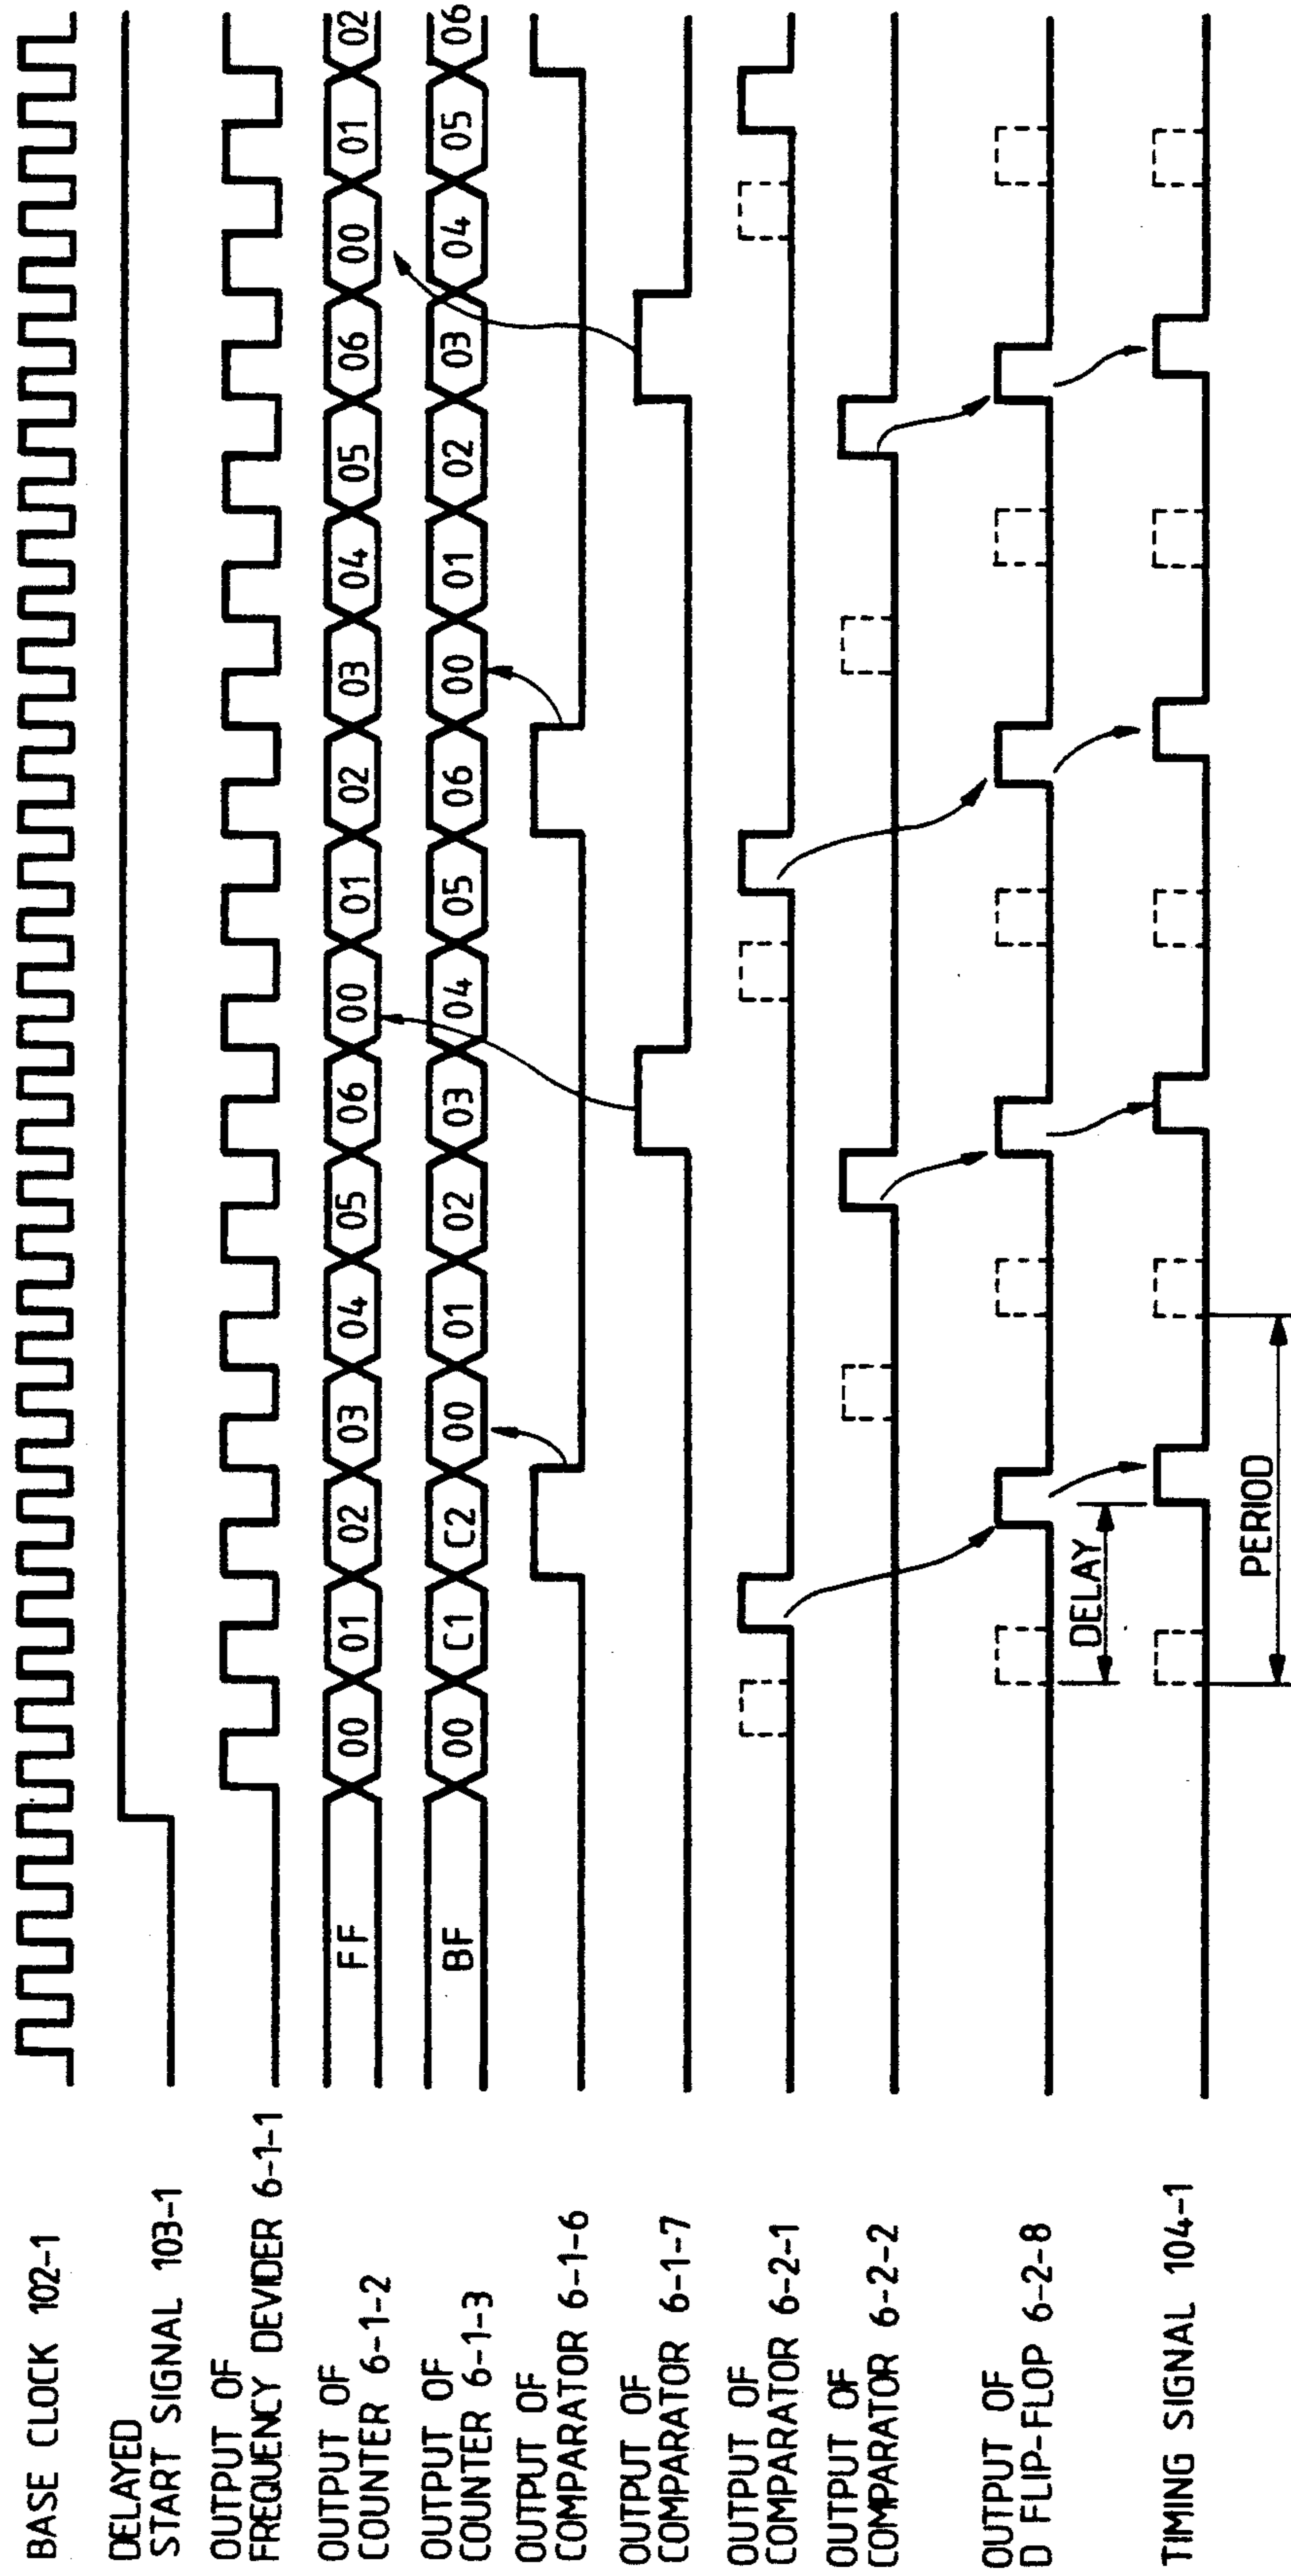 BASE CLOCK 102-1
DELAYED
START SIGNAL 103-1
OUTPUT OF
FREQUENCY DEVIDER 6-1-1
OUTPUT OF
COUNTER 6-1-2
FF 00 01 02 03 04 05 06 00 01 02 03 04 05 06 00 01 02
OUTPUT OF
COUNTER 6-1-3
BF 00 C1 C2 00 01 02 03 04 05 06 00 01 02 03 04 05 06
OUTPUT OF
COMPARATOR 6-1-6
OUTPUT OF
COMPARATOR 6-1-7
OUTPUT OF
COMPARATOR 6-2-1
OUTPUT OF
COMPARATOR 6-2-2
OUTPUT OF
D FLIP-FLOP 6-2-8
DELAY
TIMING SIGNAL 104-1
PERIOD